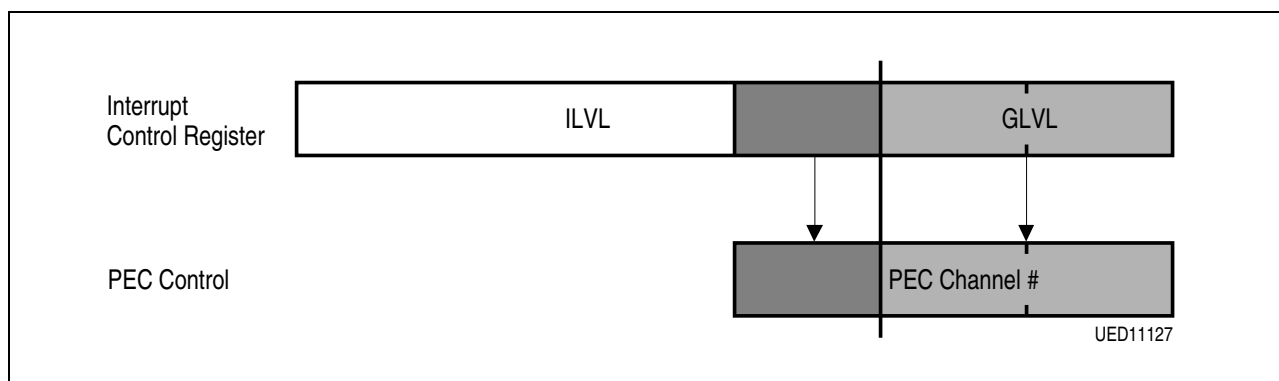 Interrupt
Control Register
ILVL
GLVL
PEC Control
PEC Channel #
UED11127